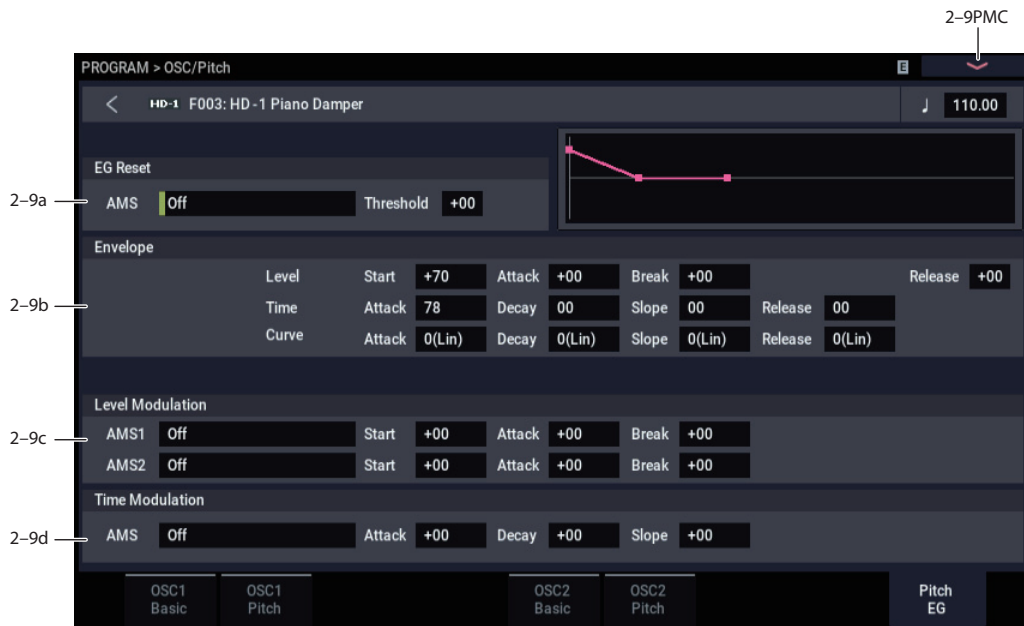 2–9PMC
PROGRAM > OSC/Pitch E
HD-1 F003: HD-1 Piano Damper ♩ 110.00
EG Reset
2–9a AMS Off Threshold +00
Envelope
Level Start +70 Attack +00 Break +00 Release +00
2–9b Time Attack 78 Decay 00 Slope 00 Release 00
Curve Attack 0(Lin) Decay 0(Lin) Slope 0(Lin) Release 0(Lin)
Level Modulation
2–9c AMS1 Off Start +00 Attack +00 Break +00
AMS2 Off Start +00 Attack +00 Break +00
Time Modulation
2–9d AMS Off Attack +00 Decay +00 Slope +00
OSC1 Basic OSC1 Pitch OSC2 Basic OSC2 Pitch Pitch EG